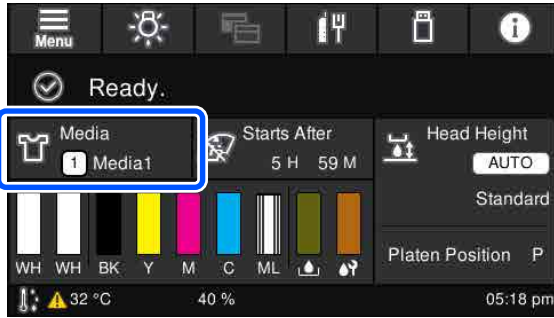 Menu
Ready.
Media
1 Media1
Starts After
5 H 59 M
Head Height
AUTO
Standard
Platen Position P
WH WH BK Y M C ML
32 °C 40 % 05:18 pm